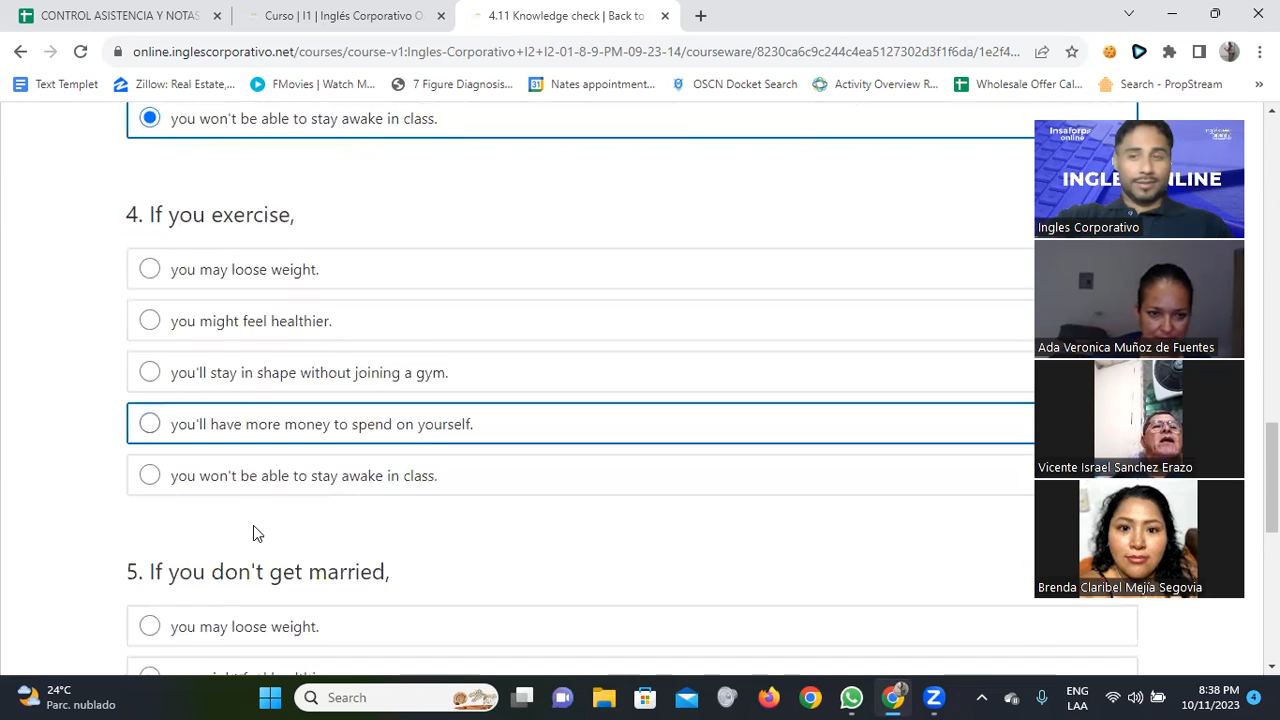 CONTROL ASISTENCIA Y NOTAS
Curso | I1 | Inglés Corporativo O
4.11 Knowledge check | Back to
online.inglescorporativo.net/courses/course-v1:Ingles-Corporativo+I2+I2-01-8-9-PM-09-23-14/courseware/8230ca6c9c244c4ea5127302d3f1f6da/1e2f4...
Text Templet
Zillow: Real Estate,...
FMovies | Watch M...
7 Figure Diagnosis...
Nates appointment...
OSCN Docket Search
Activity Overview R...
Wholesale Offer Cal...
Search - PropStream
»
you won't be able to stay awake in class.
4. If you exercise,
you may loose weight.
you might feel healthier.
you'll stay in shape without joining a gym.
you'll have more money to spend on yourself.
you won't be able to stay awake in class.
5. If you don't get married,
you may loose weight.
Insaforp
online
Ingles Corporativo
Ada Veronica Muñoz de Fuentes
Vicente Israel Sanchez Erazo
Brenda Claribel Mejía Segovia
24°C
Parc. nublado
Search
ENG
LAA
8:38 PM
10/11/2023
4